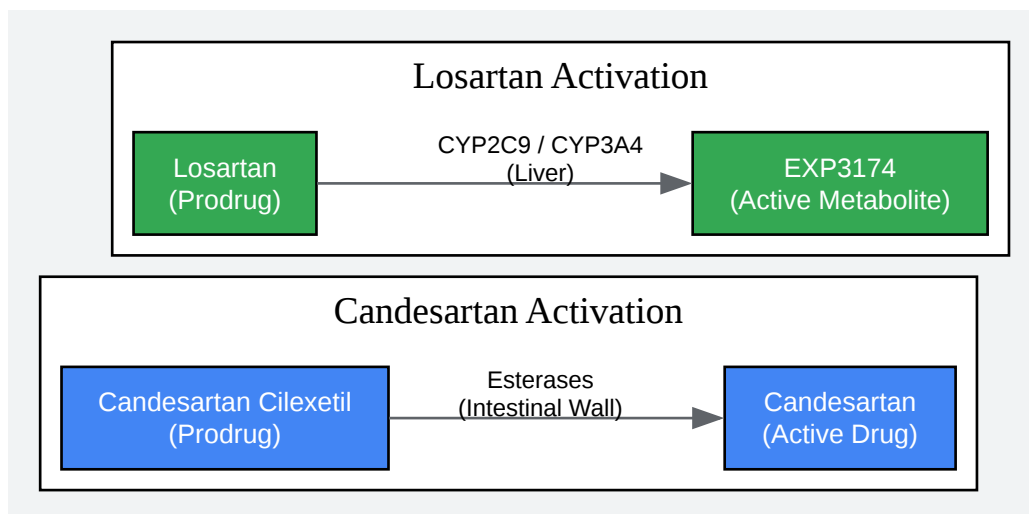 Losartan Activation
Losartan
(Prodrug)
CYP2C9 / CYP3A4
(Liver)
EXP3174
(Active Metabolite)
Candesartan Activation
Candesartan Cilexetil
(Prodrug)
Esterases
(Intestinal Wall)
Candesartan
(Active Drug)